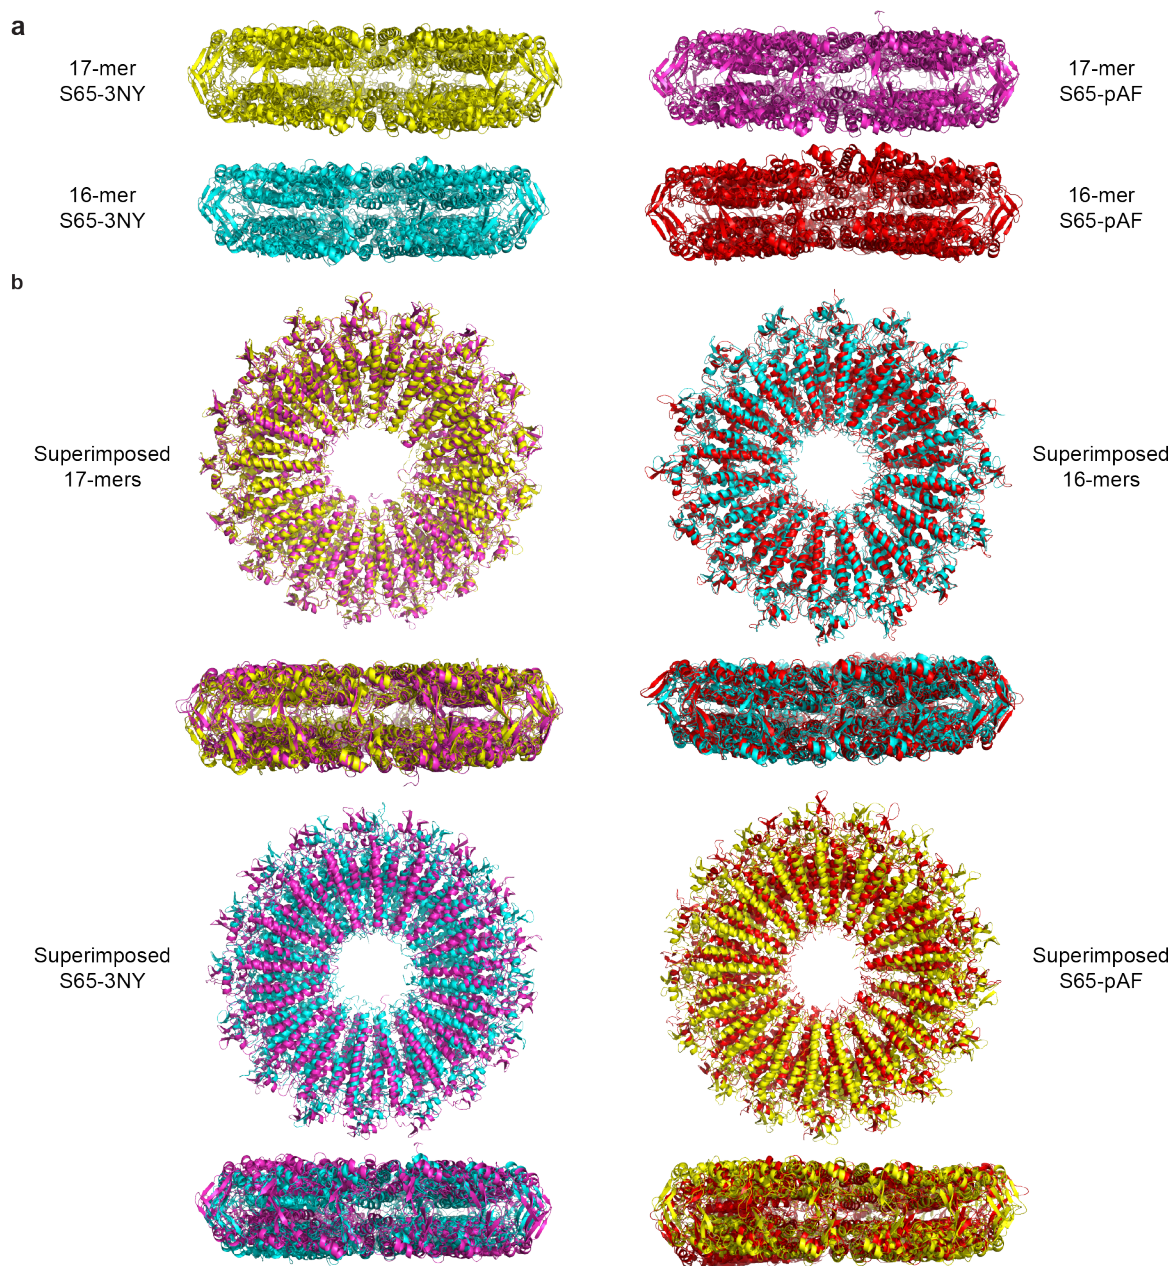 a
17-mer
S65-3NY
17-mer
S65-pAF
16-mer
S65-3NY
16-mer
S65-pAF
b
Superimposed
17-mers
Superimposed
16-mers
Superimposed
S65-3NY
Superimposed
S65-pAF